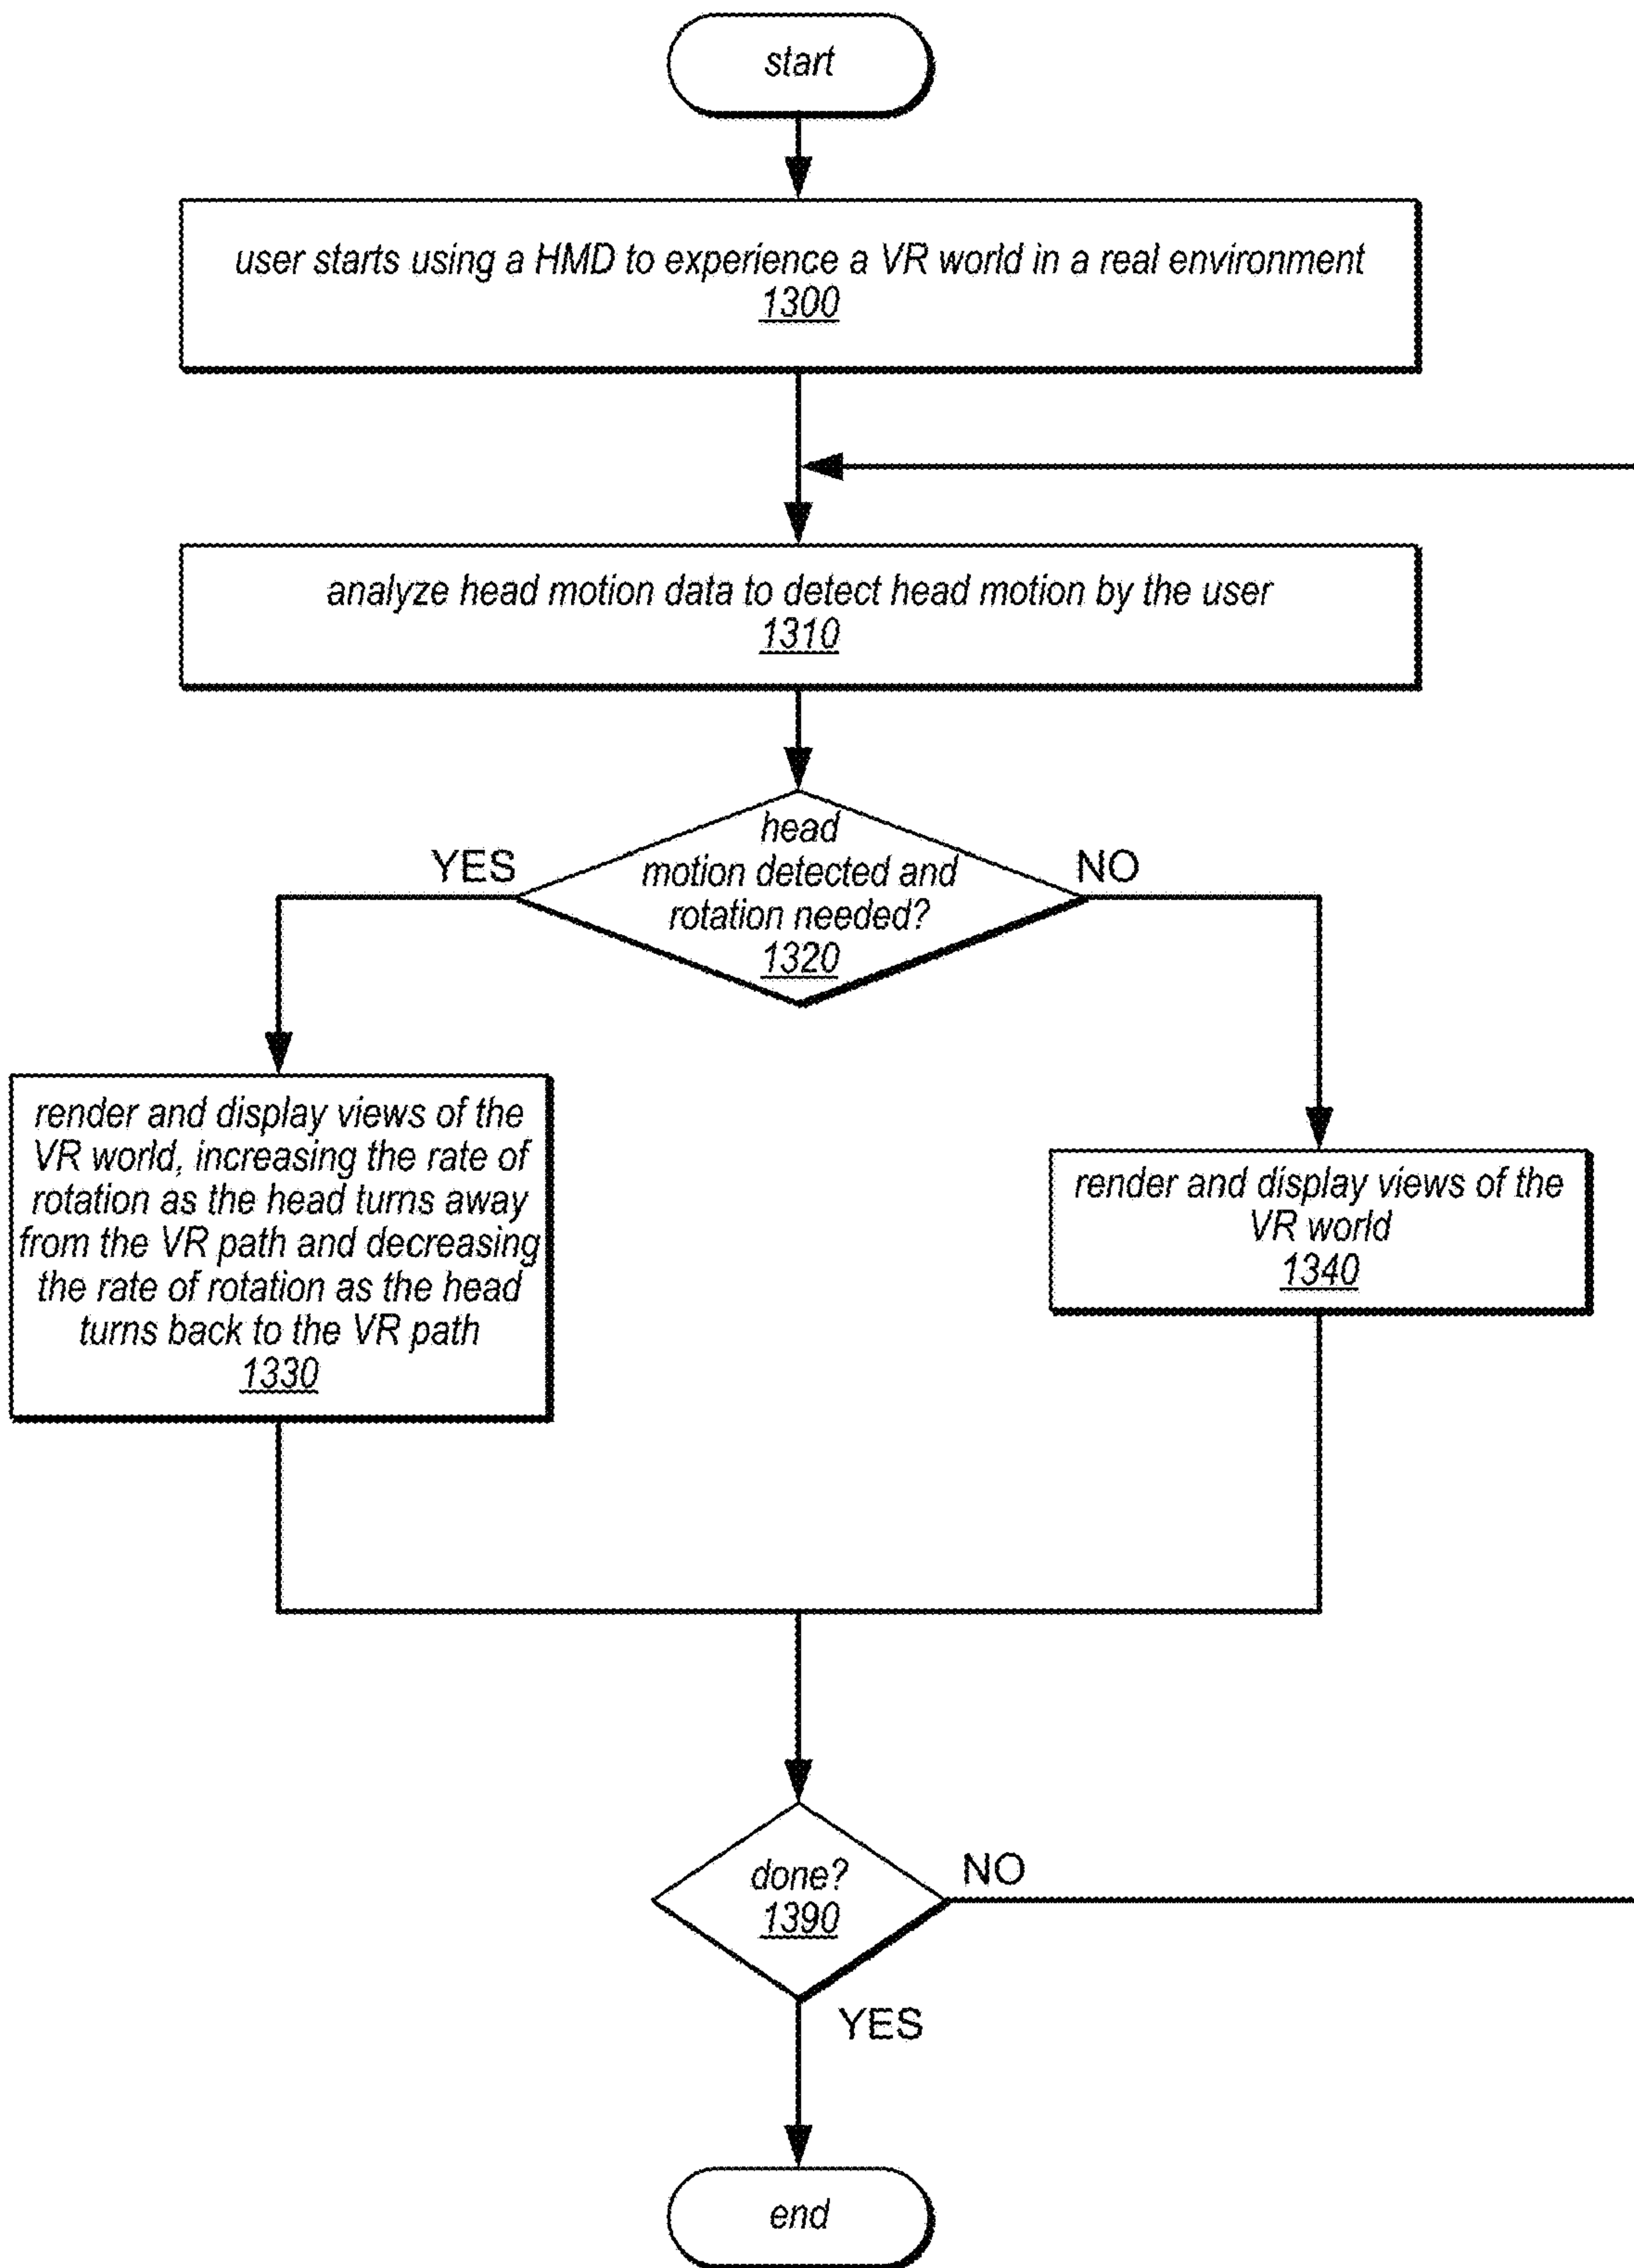 start
user starts using a HMD to experience a VR world in a real environment
1300
analyze head motion data to detect head motion by the user
1310
head
motion detected and
rotation needed?
1320
YES
NO
render and display views of the
VR world, increasing the rate of
rotation as the head turns away
from the VR path and decreasing
the rate of rotation as the head
turns back to the VR path
1330
render and display views of the
VR world
1340
done?
1390
NO
YES
end